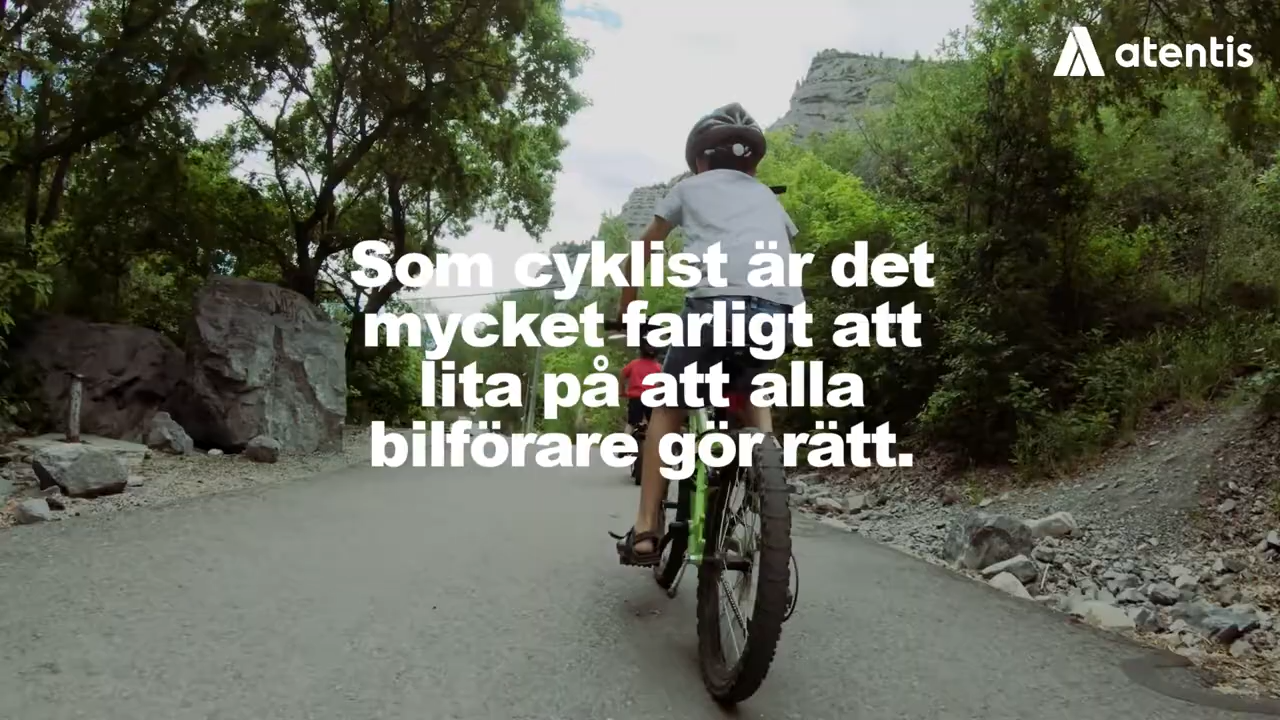 atentis
Som cyklist är det
mycket farligt att
lita på att alla
bilförare gör rätt.